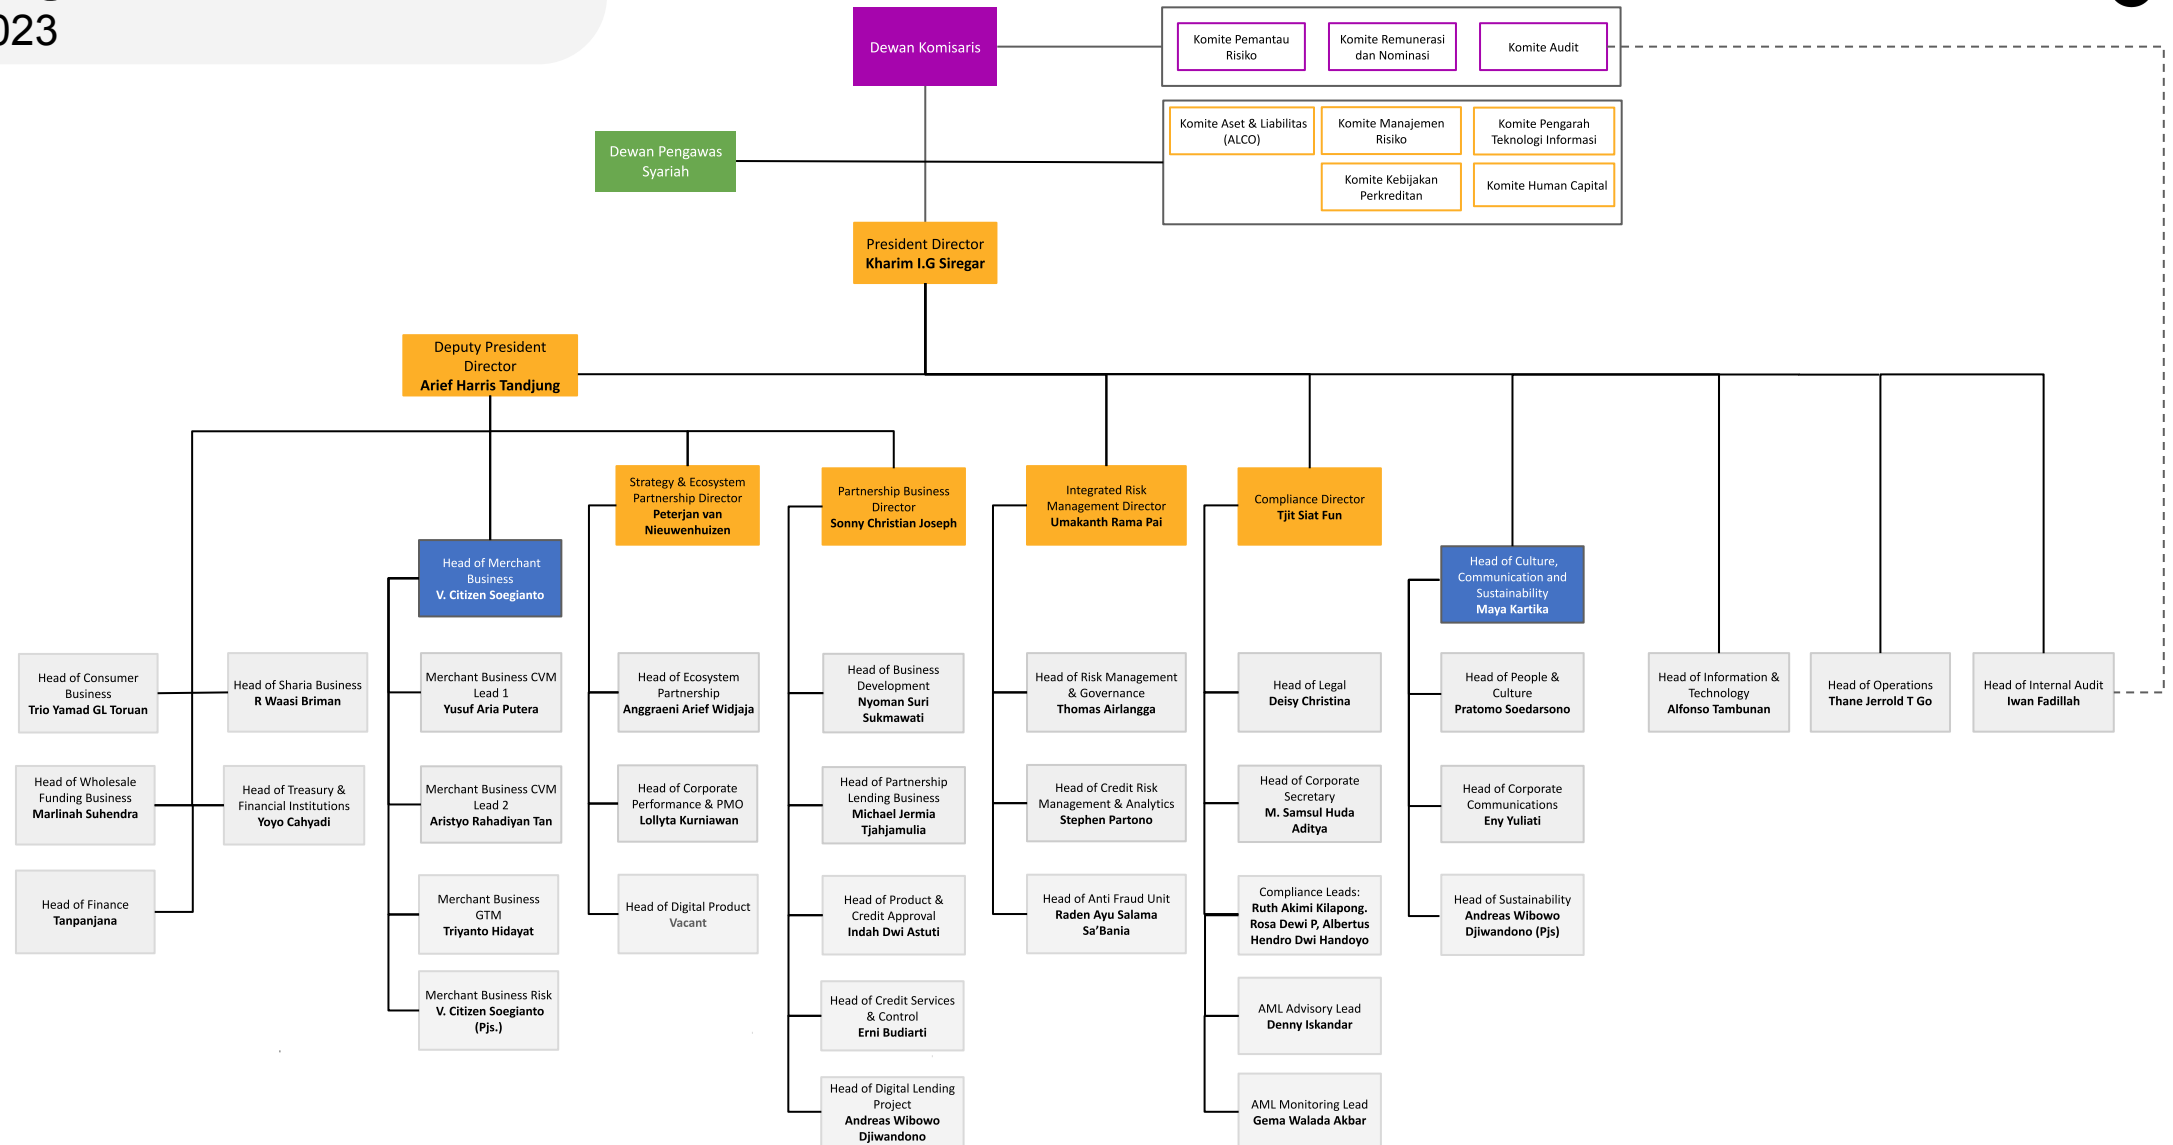 023
Dewan Komisaris
Komite Pemantau
Risiko
Komite Remunerasi
dan Nominasi
Komite Audit
Komite Aset & Liabilitas
(ALCO)
Komite Manajemen
Risiko
Komite Pengarah
Teknologi Informasi
Komite Kebijakan
Perkreditan
Komite Human Capital
Dewan Pengawas
Syariah
President Director
Kharim I.G Siregar
Deputy President
Director
Arief Harris Tandjung
Strategy & Ecosystem
Partnership Director
Peterjan van
Nieuwenhuizen
Partnership Business
Director
Sonny Christian Joseph
Integrated Risk
Management Director
Umakanth Rama Pai
Compliance Director
Tjit Siat Fun
Head of Merchant
Business
V. Citizen Soegianto
Head of Culture,
Communication and
Sustainability
Maya Kartika
Head of Consumer
Business
Trio Yamad GL Toruan
Head of Sharia Business
R Waasi Briman
Merchant Business CVM
Lead 1
Yusuf Aria Putera
Head of Ecosystem
Partnership
Anggraeni Arief Widjaja
Head of Business
Development
Nyoman Suri
Sukmawati
Head of Risk Management
& Governance
Thomas Airlangga
Head of Legal
Deisy Christina
Head of People &
Culture
Pratomo Soedarsono
Head of Information &
Technology
Alfonso Tambunan
Head of Operations
Thane Jerrold T Go
Head of Internal Audit
Iwan Fadillah
Head of Wholesale
Funding Business
Marlinah Suhendra
Head of Treasury &
Financial Institutions
Yoyo Cahyadi
Merchant Business CVM
Lead 2
Aristyo Rahadiyan Tan
Head of Corporate
Performance & PMO
Lollyta Kurniawan
Head of Partnership
Lending Business
Michael Jermia
Tjahjamulia
Head of Credit Risk
Management & Analytics
Stephen Partono
Head of Corporate
Secretary
M. Samsul Huda
Aditya
Head of Corporate
Communications
Eny Yuliati
Head of Finance
Tanpanjana
Merchant Business
GTM
Triyanto Hidayat
Head of Digital Product
Vacant
Head of Product &
Credit Approval
Indah Dwi Astuti
Head of Anti Fraud Unit
Raden Ayu Salama
Sa’Bania
Compliance Leads:
Ruth Akimi Kilapong.
Rosa Dewi P, Albertus
Hendro Dwi Handoyo
Head of Sustainability
Andreas Wibowo
Djiwandono (Pjs)
Merchant Business Risk
V. Citizen Soegianto
(Pjs.)
Head of Credit Services
& Control
Erni Budiarti
AML Advisory Lead
Denny Iskandar
Head of Digital Lending
Project
Andreas Wibowo
Djiwandono
AML Monitoring Lead
Gema Walada Akbar